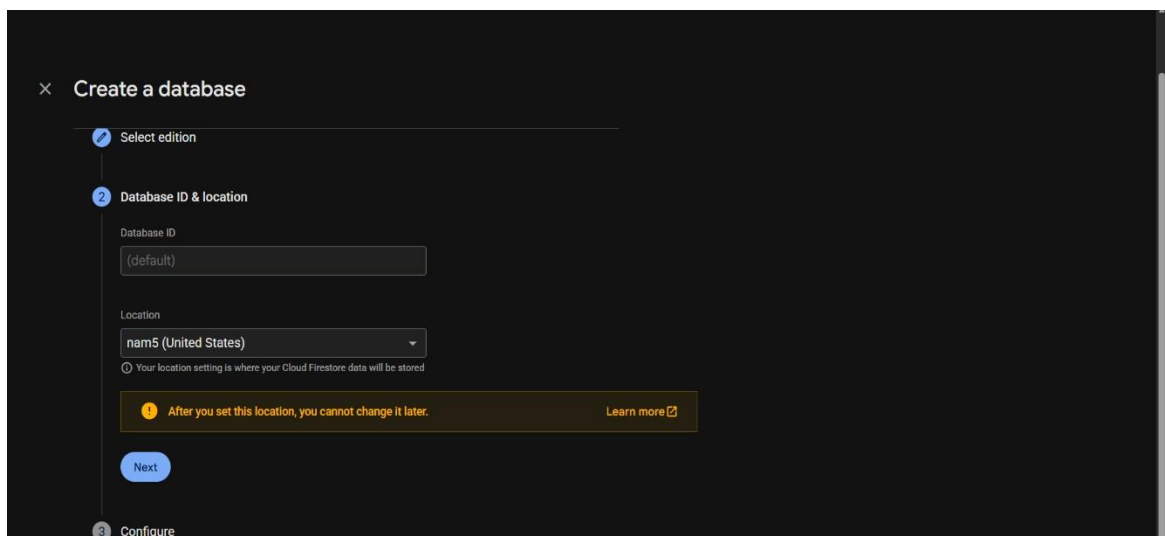 Create a database
Select edition
2 Database ID & location
Database ID
(default)
Location
nam5 (United States)
Your location setting is where your Cloud Firestore data will be stored
After you set this location, you cannot change it later. Learn more
Next
3 Configure